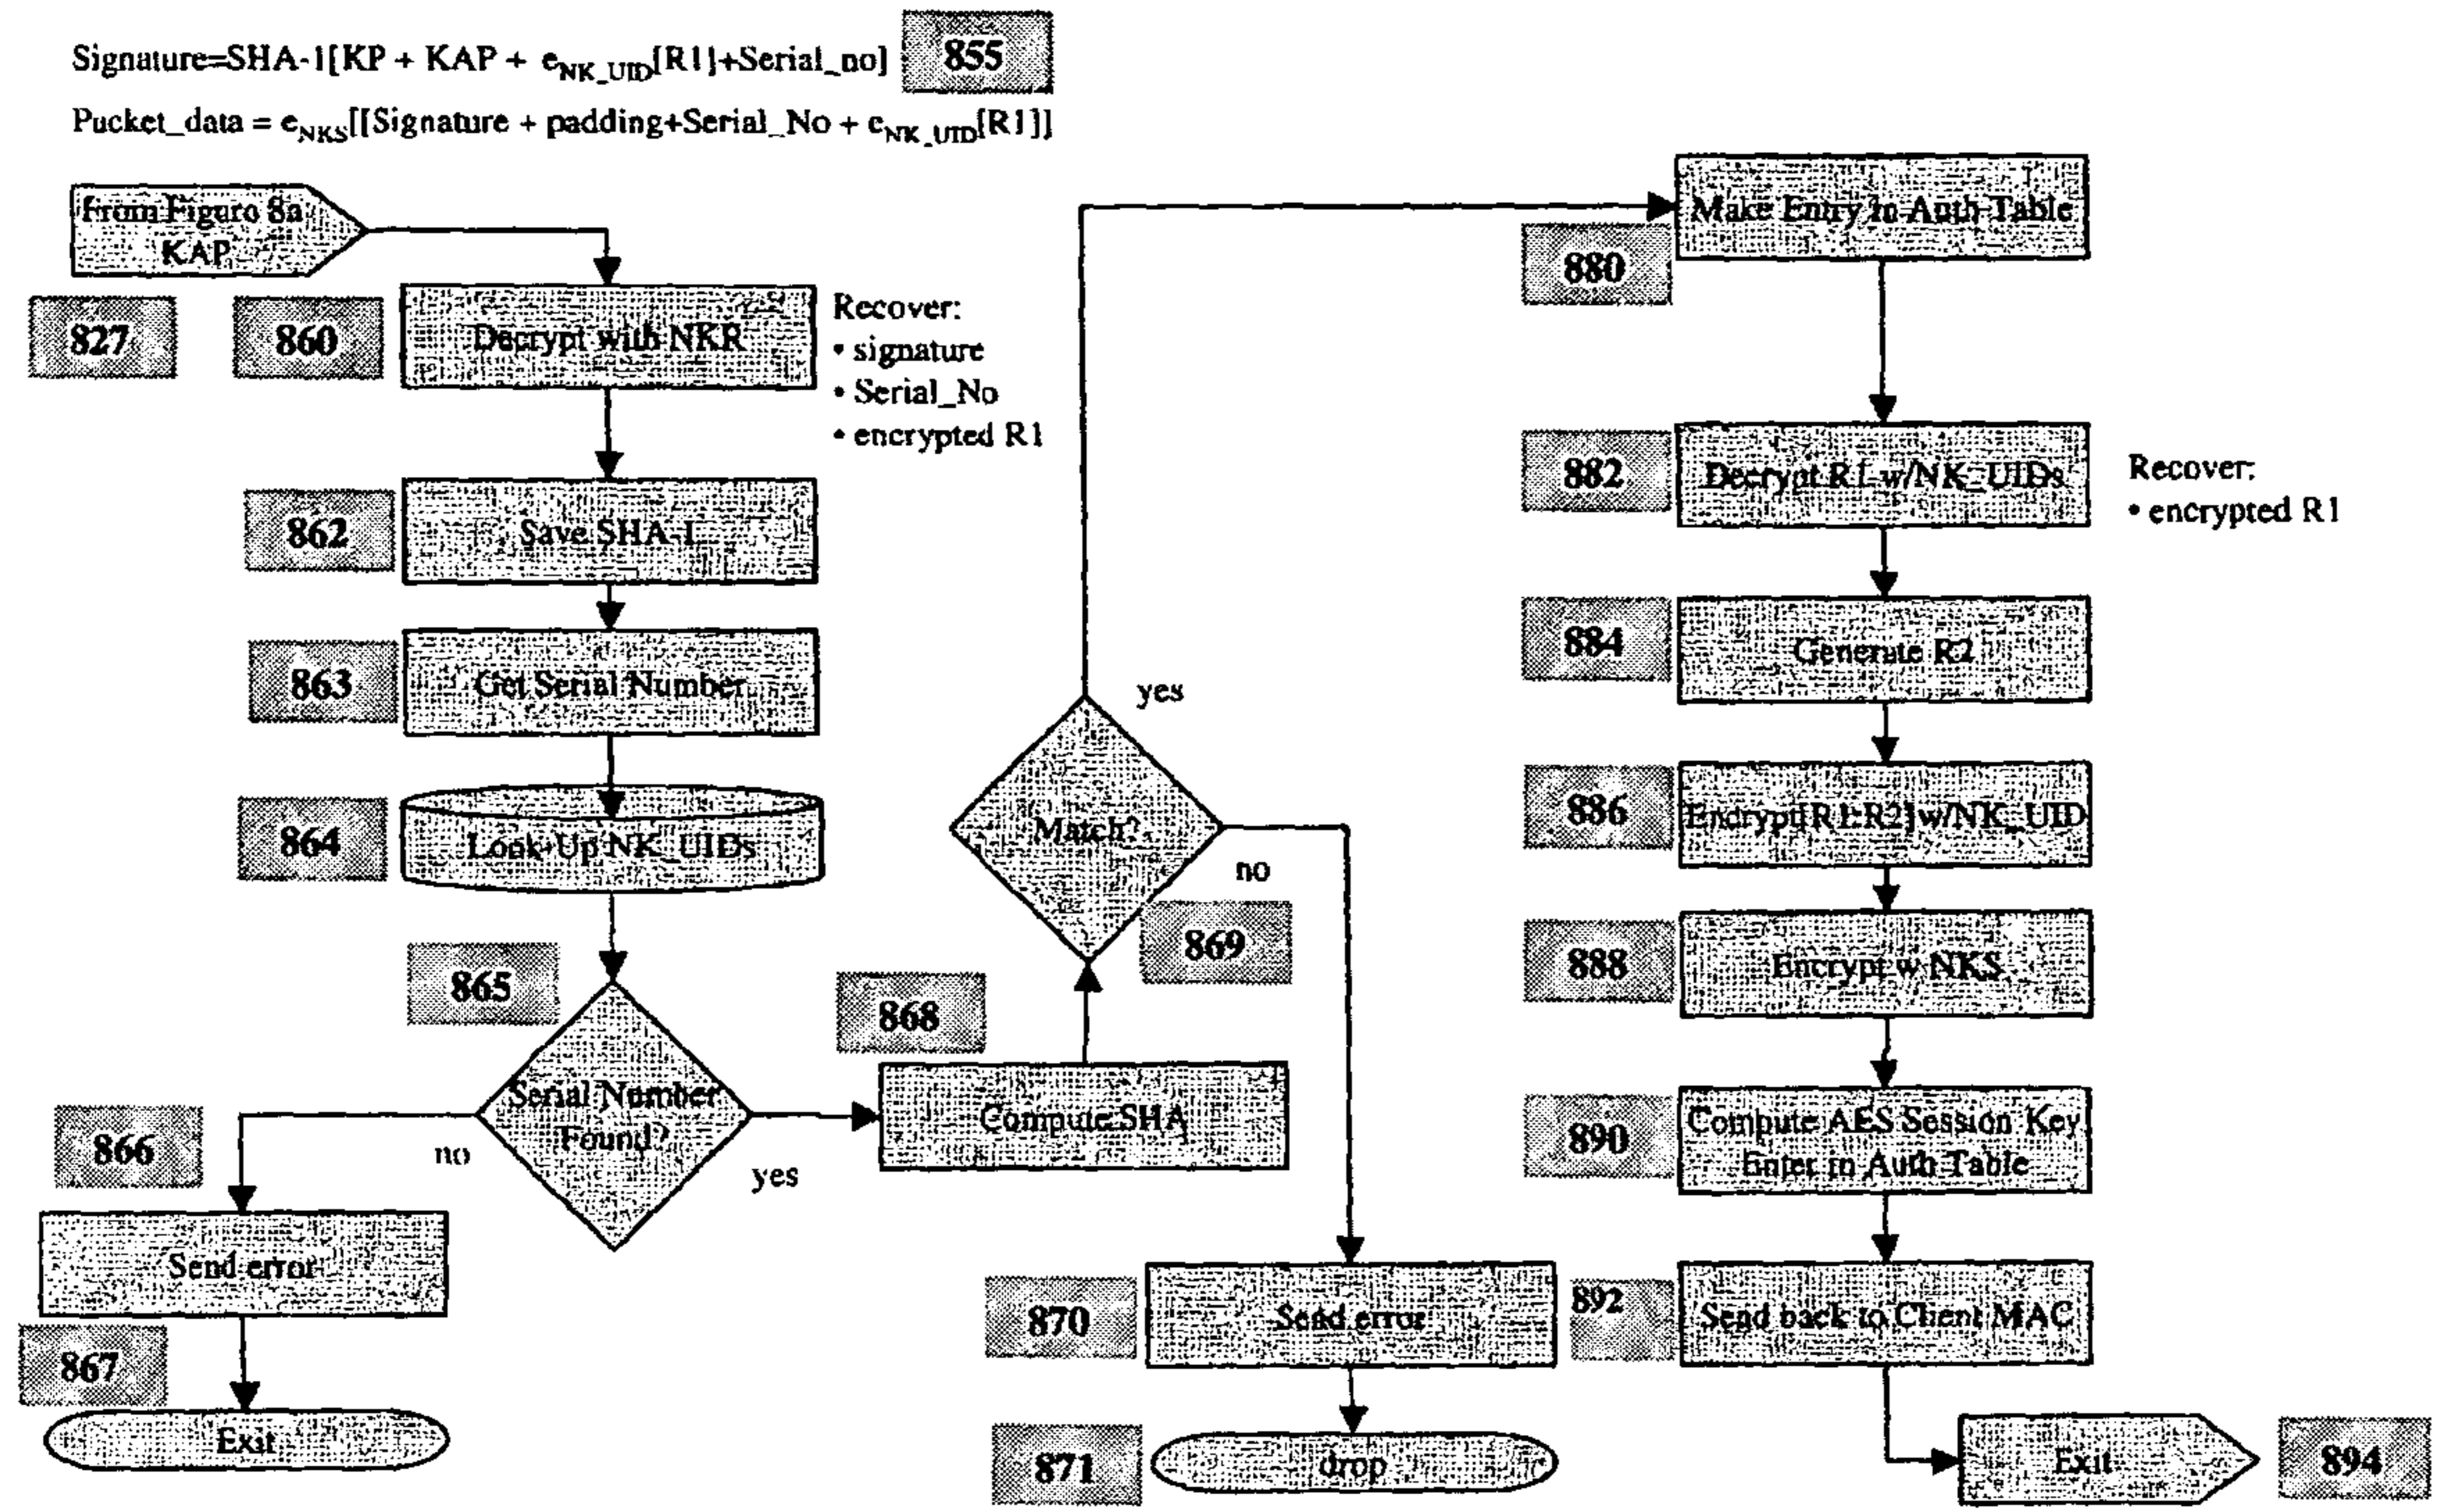 Signature=SHA-1[KP + KAP + eNK_UID[R1]+Serial_no]
855
Pucket_data = eNKS[[Signature + padding+Serial_No + eNK_UID[R1]]
From Figuro 8a
KAP
827
860
Decrypt with NKR
Recover:
• signature
• Serial_No
• encrypted R1
862
Save SHA-1
863
Get Serial Number
864
Look-Up NK_UIDs
865
Serial Number
Found?
no
yes
866
Send error
867
Exit
868
Compute SHA
Match?
yes
no
869
870
Send error
871
drop
Make Entry in Auth Table
880
882
Decrypt R1 w/NK_UIDs
Recover:
• encrypted R1
884
Generate R2
886
Encrypt[R1:R2]w/NK_UID
888
Encrypt w NKS
890
Compute AES Session Key
Enter in Auth Table
892
Send back to Client MAC
Exit
894